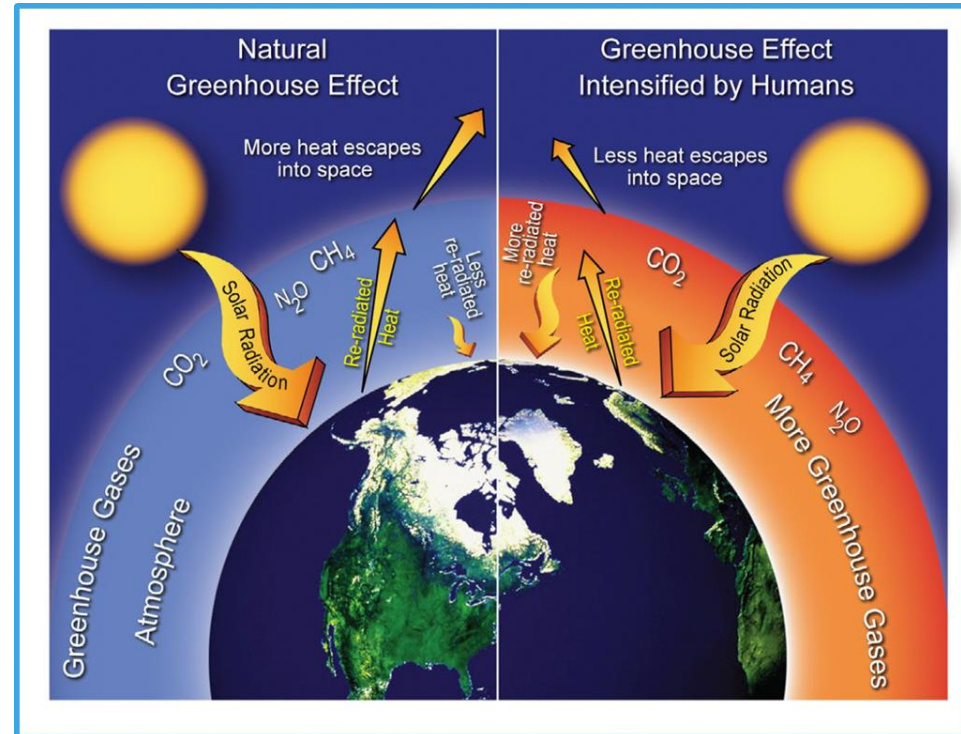 Natural
Greenhouse Effect
More heat escapes
into space
CH₄
N₂O
CO₂
Solar Radiation
Re-radiated
Heat
Less
re-radiated
heat
Greenhouse Gases
Atmosphere
Greenhouse Effect
Intensified by Humans
Less heat escapes
into space
More
re-radiated
heat
Re-radiated
Heat
CO₂
Solar Radiation
CH₄
N₂O
More Greenhouse Gases